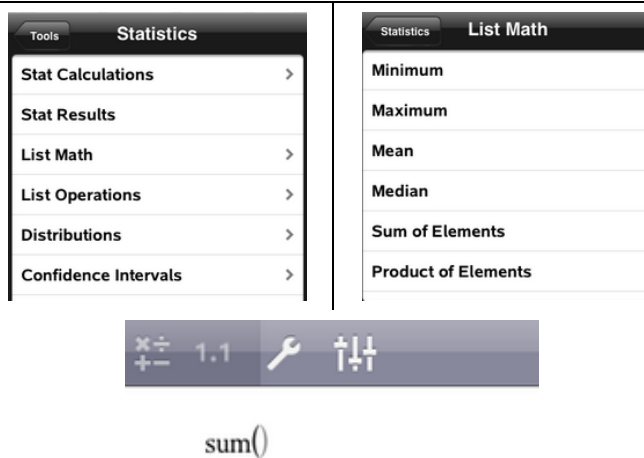 Tools Statistics
Stat Calculations
Stat Results
List Math
List Operations
Distributions
Confidence Intervals
Statistics List Math
Minimum
Maximum
Mean
Median
Sum of Elements
Product of Elements
×÷+− 1.1
sum()